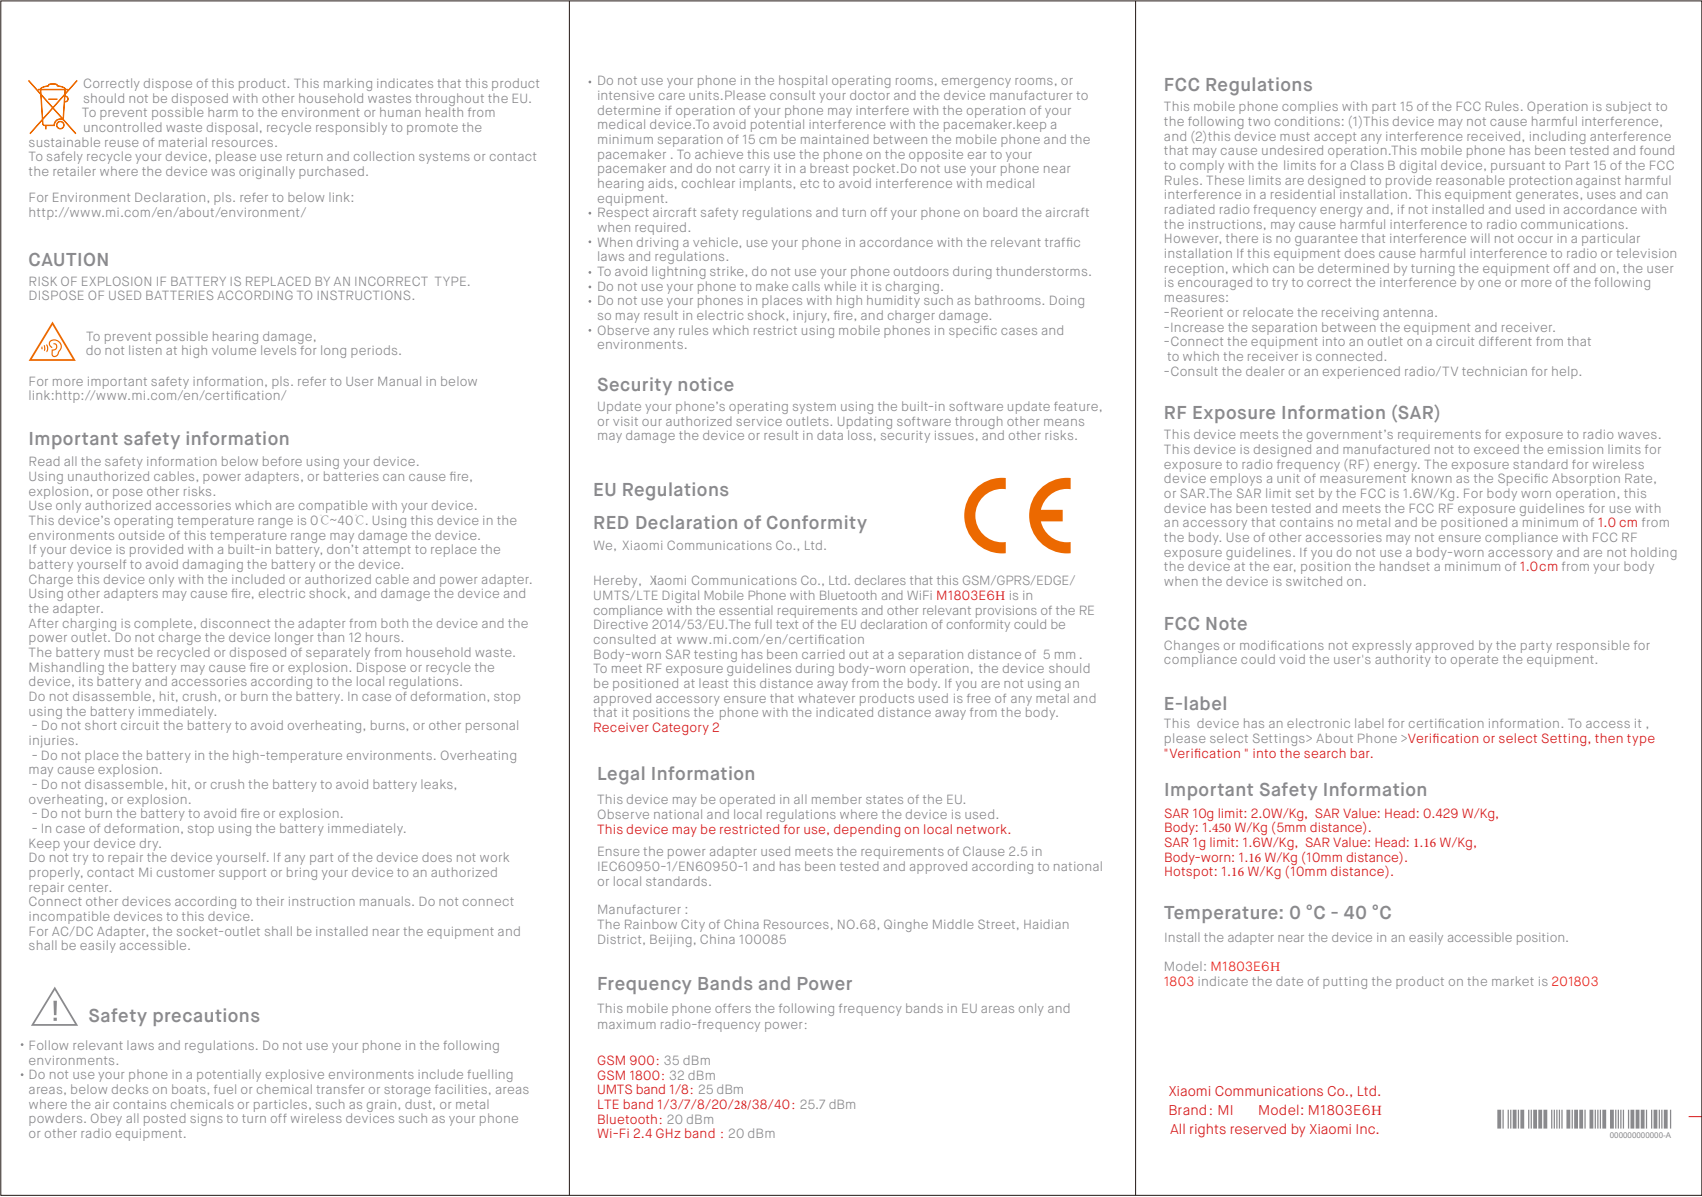 Correctly dispose of this product. This marking indicates that this product
should not be disposed with other household wastes throughout the EU.
To prevent possible harm to the environment or human health from
uncontrolled waste disposal, recycle responsibly to promote the
sustainable reuse of material resources.
To safely recycle your device, please use return and collection systems or contact
the retailer where the device was originally purchased.
For Environment Declaration, pls. refer to below link:
http://www.mi.com/en/about/environment/
CAUTION
RISK OF EXPLOSION IF BATTERY IS REPLACED BY AN INCORRECT TYPE.
DISPOSE OF USED BATTERIES ACCORDING TO INSTRUCTIONS.
To prevent possible hearing damage,
do not listen at high volume levels for long periods.
For more important safety information, pls. refer to User Manual in below
link:http://www.mi.com/en/certification/
Important safety information
Read all the safety information below before using your device.
Using unauthorized cables, power adapters, or batteries can cause fire,
explosion, or pose other risks.
Use only authorized accessories which are compatible with your device.
This device's operating temperature range is 0℃~40℃. Using this device in the
environments outside of this temperature range may damage the device.
If your device is provided with a built-in battery, don't attempt to replace the
battery yourself to avoid damaging the battery or the device.
Charge this device only with the included or authorized cable and power adapter.
Using other adapters may cause fire, electric shock, and damage the device and
the adapter.
After charging is complete, disconnect the adapter from both the device and the
power outlet. Do not charge the device longer than 12 hours.
The battery must be recycled or disposed of separately from household waste.
Mishandling the battery may cause fire or explosion. Dispose or recycle the
device, its battery and accessories according to the local regulations.
Do not disassemble, hit, crush, or burn the battery. In case of deformation, stop
using the battery immediately.
- Do not short circuit the battery to avoid overheating, burns, or other personal
injuries.
- Do not place the battery in the high-temperature environments. Overheating
may cause explosion.
- Do not disassemble, hit, or crush the battery to avoid battery leaks,
overheating, or explosion.
- Do not burn the battery to avoid fire or explosion.
- In case of deformation, stop using the battery immediately.
Keep your device dry.
Do not try to repair the device yourself. If any part of the device does not work
properly, contact Mi customer support or bring your device to an authorized
repair center.
Connect other devices according to their instruction manuals. Do not connect
incompatible devices to this device.
For AC/DC Adapter, the socket-outlet shall be installed near the equipment and
shall be easily accessible.
Safety precautions
• Follow relevant laws and regulations. Do not use your phone in the following
environments.
• Do not use your phone in a potentially explosive environments include fuelling
areas, below decks on boats, fuel or chemical transfer or storage facilities, areas
where the air contains chemicals or particles, such as grain, dust, or metal
powders. Obey all posted signs to turn off wireless devices such as your phone
or other radio equipment.
• Do not use your phone in the hospital operating rooms, emergency rooms, or
intensive care units.Please consult your doctor and the device manufacturer to
determine if operation of your phone may interfere with the operation of your
medical device.To avoid potential interference with the pacemaker.keep a
minimum separation of 15 cm be maintained between the mobile phone and the
pacemaker . To achieve this use the phone on the opposite ear to your
pacemaker and do not carry it in a breast pocket.Do not use your phone near
hearing aids, cochlear implants, etc to avoid interference with medical
equipment.
• Respect aircraft safety regulations and turn off your phone on board the aircraft
when required.
• When driving a vehicle, use your phone in accordance with the relevant traffic
laws and regulations.
• To avoid lightning strike, do not use your phone outdoors during thunderstorms.
• Do not use your phone to make calls while it is charging.
• Do not use your phones in places with high humidity such as bathrooms. Doing
so may result in electric shock, injury, fire, and charger damage.
• Observe any rules which restrict using mobile phones in specific cases and
environments.
Security notice
Update your phone's operating system using the built-in software update feature,
or visit our authorized service outlets. Updating software through other means
may damage the device or result in data loss, security issues, and other risks.
EU Regulations
RED Declaration of Conformity
CE
We, Xiaomi Communications Co., Ltd.
Hereby, Xiaomi Communications Co., Ltd. declares that this GSM/GPRS/EDGE/
UMTS/LTE Digital Mobile Phone with Bluetooth and WiFi M1803E6H is in
compliance with the essential requirements and other relevant provisions of the RE
Directive 2014/53/EU.The full text of the EU declaration of conformity could be
consulted at www.mi.com/en/certification
Body-worn SAR testing has been carried out at a separation distance of 5 mm .
To meet RF exposure guidelines during body-worn operation, the device should
be positioned at least this distance away from the body. If you are not using an
approved accessory ensure that whatever products used is free of any metal and
that it positions the phone with the indicated distance away from the body.
Receiver Category 2
Legal Information
This device may be operated in all member states of the EU.
Observe national and local regulations where the device is used.
This device may be restricted for use, depending on local network.
Ensure the power adapter used meets the requirements of Clause 2.5 in
IEC60950-1/EN60950-1 and has been tested and approved according to national
or local standards.
Manufacturer :
The Rainbow City of China Resources, NO.68, Qinghe Middle Street, Haidian
District, Beijing, China 100085
Frequency Bands and Power
This mobile phone offers the following frequency bands in EU areas only and
maximum radio-frequency power:
GSM 900: 35 dBm
GSM 1800: 32 dBm
UMTS band 1/8: 25 dBm
LTE band 1/3/7/8/20/28/38/40: 25.7 dBm
Bluetooth: 20 dBm
Wi-Fi 2.4 GHz band : 20 dBm
FCC Regulations
This mobile phone complies with part 15 of the FCC Rules. Operation is subject to
the following two conditions: (1)This device may not cause harmful interference,
and (2)this device must accept any interference received, including anterference
that may cause undesired operation.This mobile phone has been tested and found
to comply with the limits for a Class B digital device, pursuant to Part 15 of the FCC
Rules. These limits are designed to provide reasonable protection against harmful
interference in a residential installation. This equipment generates, uses and can
radiated radio frequency energy and, if not installed and used in accordance with
the instructions, may cause harmful interference to radio communications.
However, there is no guarantee that interference will not occur in a particular
installation If this equipment does cause harmful interference to radio or television
reception, which can be determined by turning the equipment off and on, the user
is encouraged to try to correct the interference by one or more of the following
measures:
-Reorient or relocate the receiving antenna.
-Increase the separation between the equipment and receiver.
-Connect the equipment into an outlet on a circuit different from that
to which the receiver is connected.
-Consult the dealer or an experienced radio/TV technician for help.
RF Exposure Information (SAR)
This device meets the government's requirements for exposure to radio waves.
This device is designed and manufactured not to exceed the emission limits for
exposure to radio frequency (RF) energy. The exposure standard for wireless
device employs a unit of measurement known as the Specific Absorption Rate,
or SAR.The SAR limit set by the FCC is 1.6W/Kg. For body worn operation, this
device has been tested and meets the FCC RF exposure guidelines for use with
an accessory that contains no metal and be positioned a minimum of 1.0 cm from
the body. Use of other accessories may not ensure compliance with FCC RF
exposure guidelines. If you do not use a body-worn accessory and are not holding
the device at the ear, position the handset a minimum of 1.0cm from your body
when the device is switched on.
FCC Note
Changes or modifications not expressly approved by the party responsible for
compliance could void the user's authority to operate the equipment.
E-label
This device has an electronic label for certification information. To access it ,
please select Settings> About Phone >Verification or select Setting, then type
"Verification " into the search bar.
Important Safety Information
SAR 10g limit: 2.0W/Kg, SAR Value: Head: 0.429 W/Kg,
Body: 1.450 W/Kg (5mm distance).
SAR 1g limit: 1.6W/Kg, SAR Value: Head: 1.16 W/Kg,
Body-worn: 1.16 W/Kg (10mm distance).
Hotspot: 1.16 W/Kg (10mm distance).
Temperature: 0 °C - 40 °C
Install the adapter near the device in an easily accessible position.
Model: M1803E6H
1803 indicate the date of putting the product on the market is 201803
Xiaomi Communications Co., Ltd.
Brand: MI Model: M1803E6H
All rights reserved by Xiaomi Inc.
000000000000-A